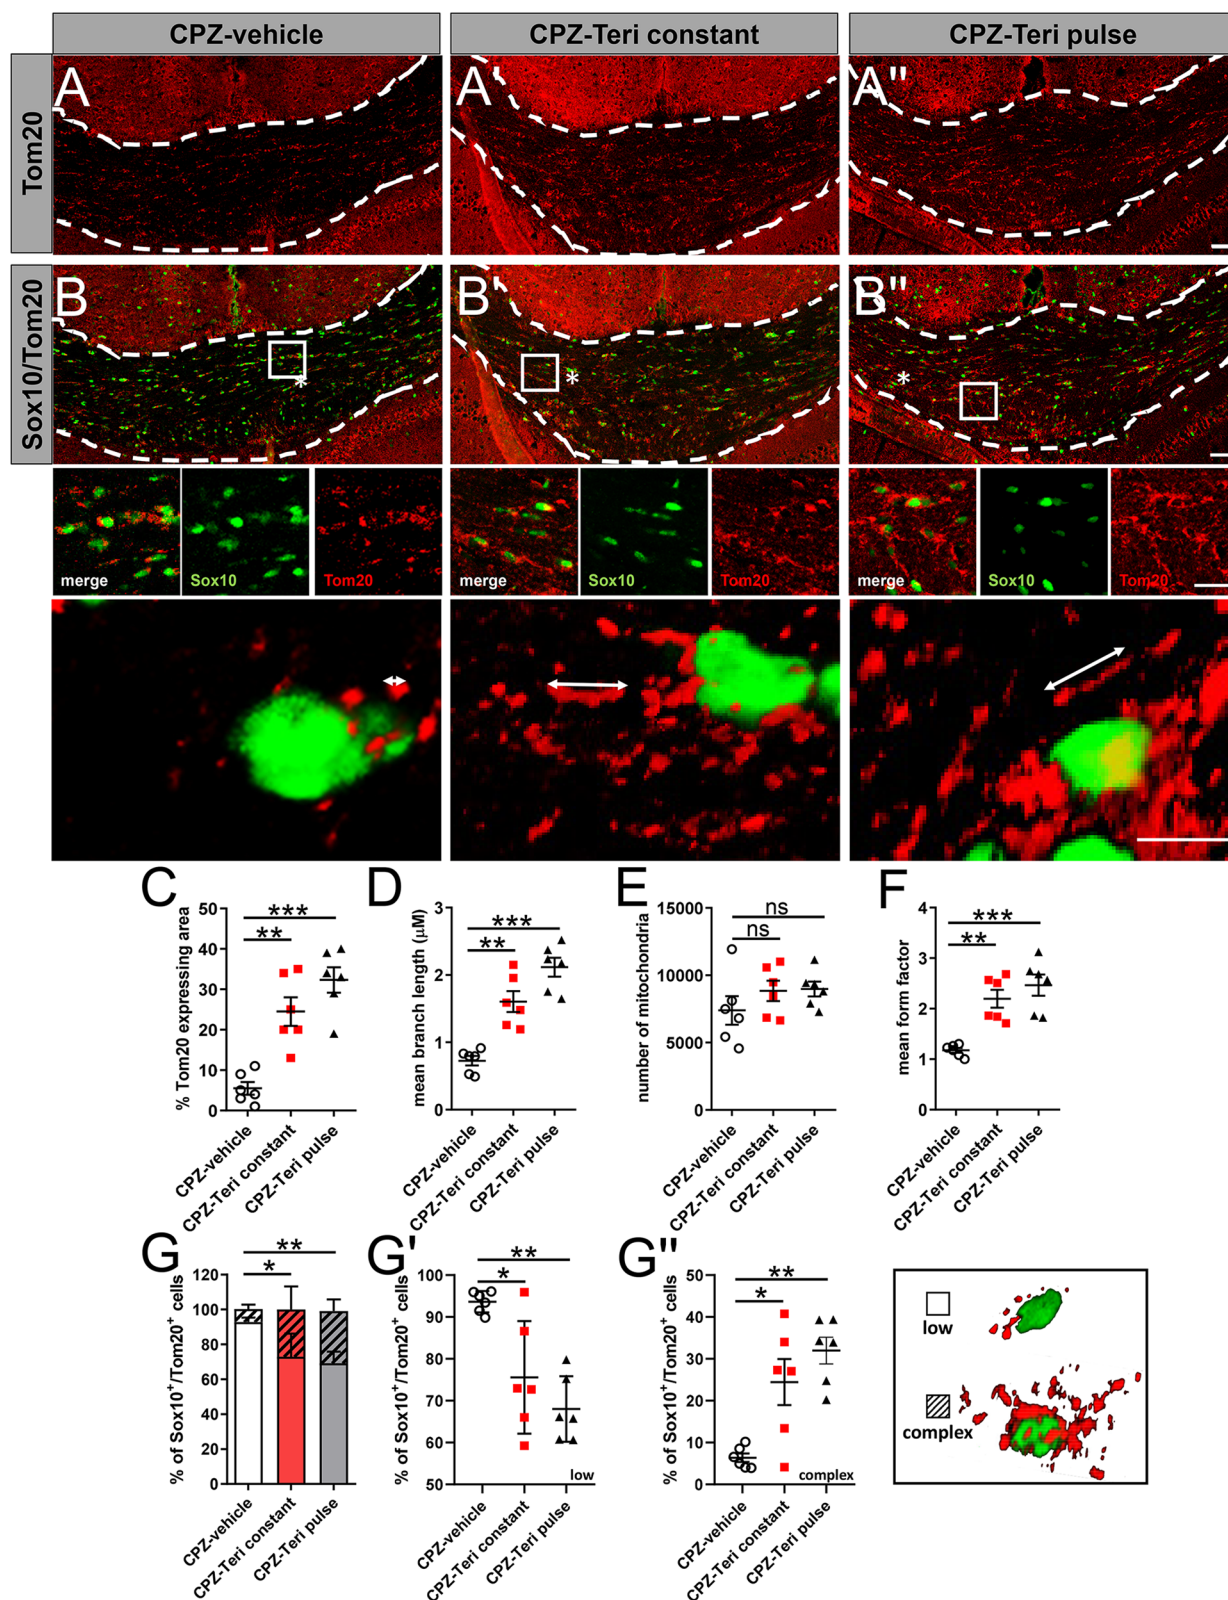 CPZ-vehicle
CPZ-Teri constant
CPZ-Teri pulse
Tom20
A
A'
A"
Sox10/Tom20
B
B'
B"
*
*
*
merge
Sox10
Tom20
merge
Sox10
Tom20
merge
Sox10
Tom20
C
% Tom20 expressing area
50
40
30
20
10
0
***
**
CPZ-vehicle
CPZ-Teri constant
CPZ-Teri pulse
D
mean branch length (µM)
3
2
1
0
***
**
CPZ-vehicle
CPZ-Teri constant
CPZ-Teri pulse
E
number of mitochondria
15000
10000
5000
0
ns
ns
CPZ-vehicle
CPZ-Teri constant
CPZ-Teri pulse
F
mean form factor
4
3
2
1
0
***
**
CPZ-vehicle
CPZ-Teri constant
CPZ-Teri pulse
G
% of Sox10⁺/Tom20⁺ cells
120
100
80
60
40
20
0
**
*
CPZ-vehicle
CPZ-Teri constant
CPZ-Teri pulse
G'
% of Sox10⁺/Tom20⁺ cells
100
90
80
70
60
50
**
*
low
CPZ-vehicle
CPZ-Teri constant
CPZ-Teri pulse
G"
% of Sox10⁺/Tom20⁺ cells
50
40
30
20
10
0
**
*
complex
CPZ-vehicle
CPZ-Teri constant
CPZ-Teri pulse
low
complex